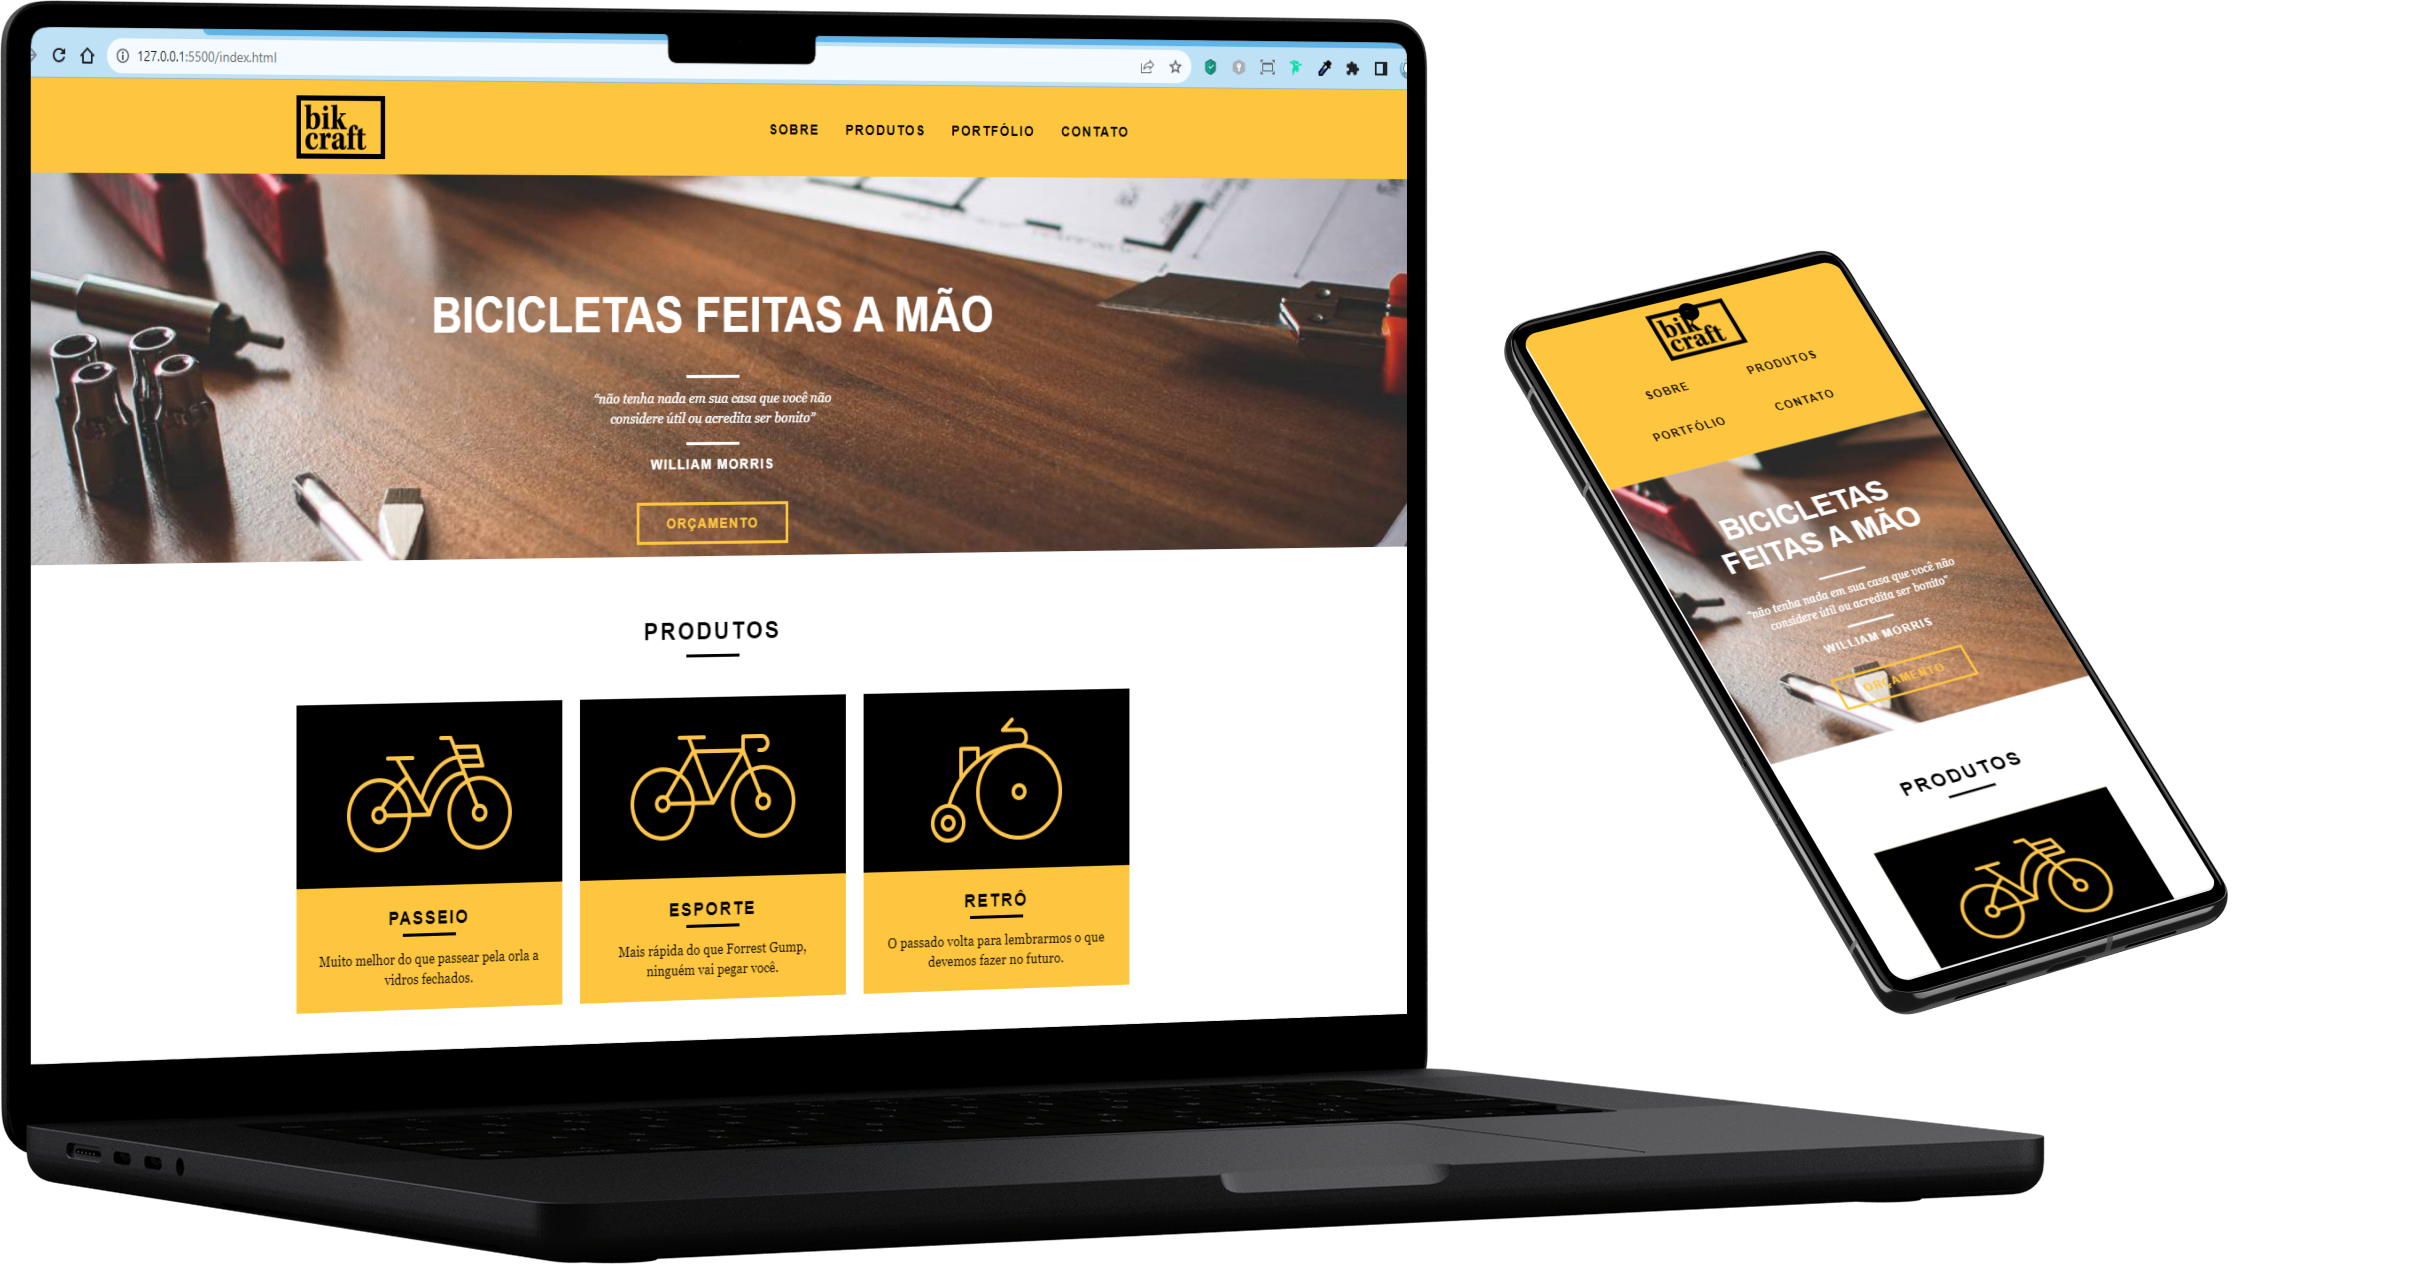 127.0.0.1:5500/index.html
bik
craft
SOBRE PRODUTOS PORTFÓLIO CONTATO
BICICLETAS FEITAS A MÃO
“não tenha nada em sua casa que você não
considere útil ou acredita ser bonito”
WILLIAM MORRIS
ORÇAMENTO
PRODUTOS
PASSEIO
Muito melhor do que passear pela orla a
vidros fechados.
ESPORTE
Mais rápida do que Forrest Gump,
ninguém vai pegar você.
RETRÔ
O passado volta para lembrarmos o que
devemos fazer no futuro.
bik
craft
SOBRE PRODUTOS
PORTFÓLIO CONTATO
BICICLETAS
FEITAS A MÃO
“não tenha nada em sua casa que você não
considere útil ou acredita ser bonito”
WILLIAM MORRIS
ORÇAMENTO
PRODUTOS